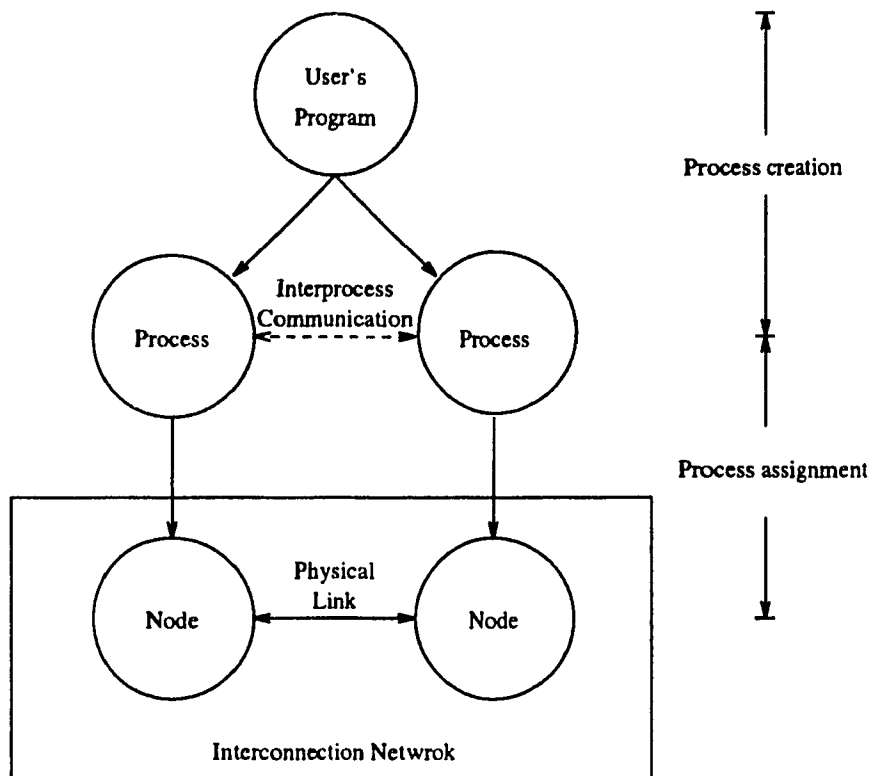 User's
Program
Process creation
Interprocess
Communication
Process
Process
Process assignment
Physical
Link
Node
Node
Interconnection Netwrok